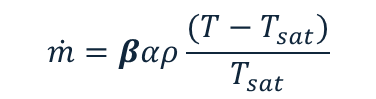 ṁ = βαρ (T − T_sat) / T_sat